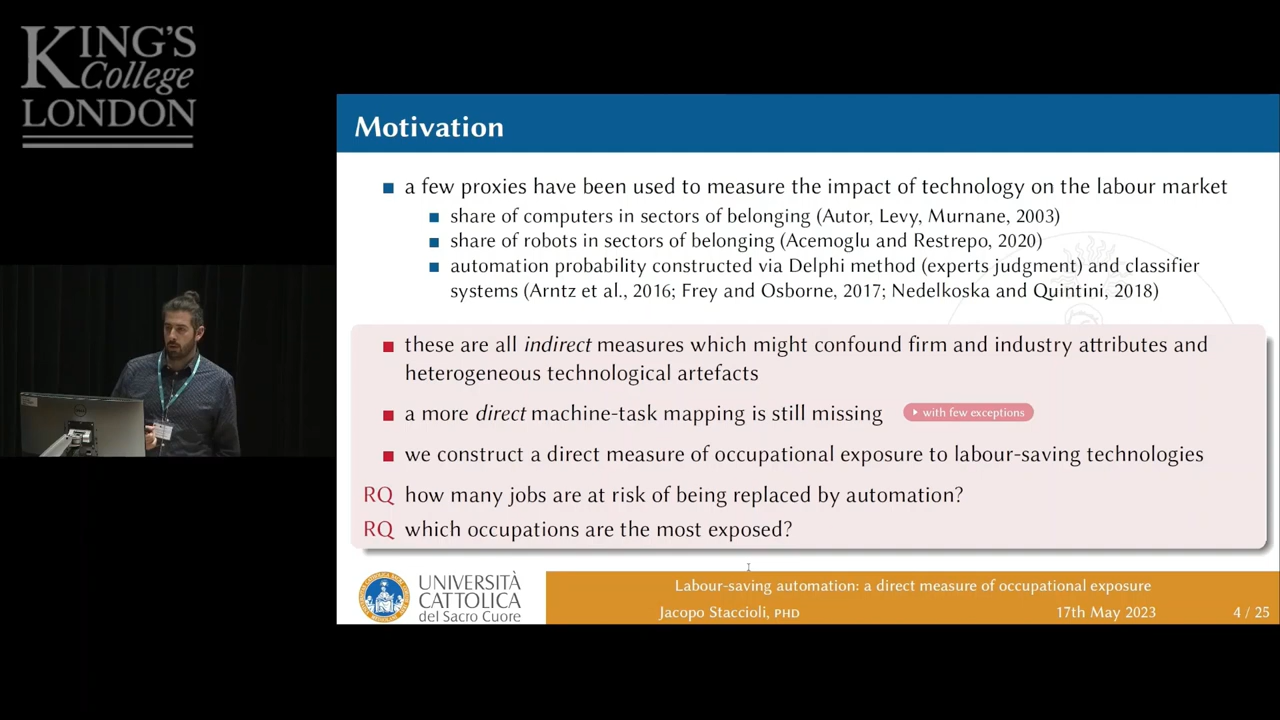 KING'S
College
LONDON
Motivation
a few proxies have been used to measure the impact of technology on the labour market
share of computers in sectors of belonging (Autor, Levy, Murnane, 2003)
share of robots in sectors of belonging (Acemoglu and Restrepo, 2020)
automation probability constructed via Delphi method (experts judgment) and classifier
systems (Arntz et al., 2016; Frey and Osborne, 2017; Nedelkoska and Quintini, 2018)
these are all indirect measures which might confound firm and industry attributes and
heterogeneous technological artefacts
a more direct machine-task mapping is still missing
with few exceptions
we construct a direct measure of occupational exposure to labour-saving technologies
RQ how many jobs are at risk of being replaced by automation?
RQ which occupations are the most exposed?
UNIVERSITÀ
CATTOLICA
del Sacro Cuore
Labour-saving automation: a direct measure of occupational exposure
Jacopo Staccioli, PHD 17th May 2023 4 / 25